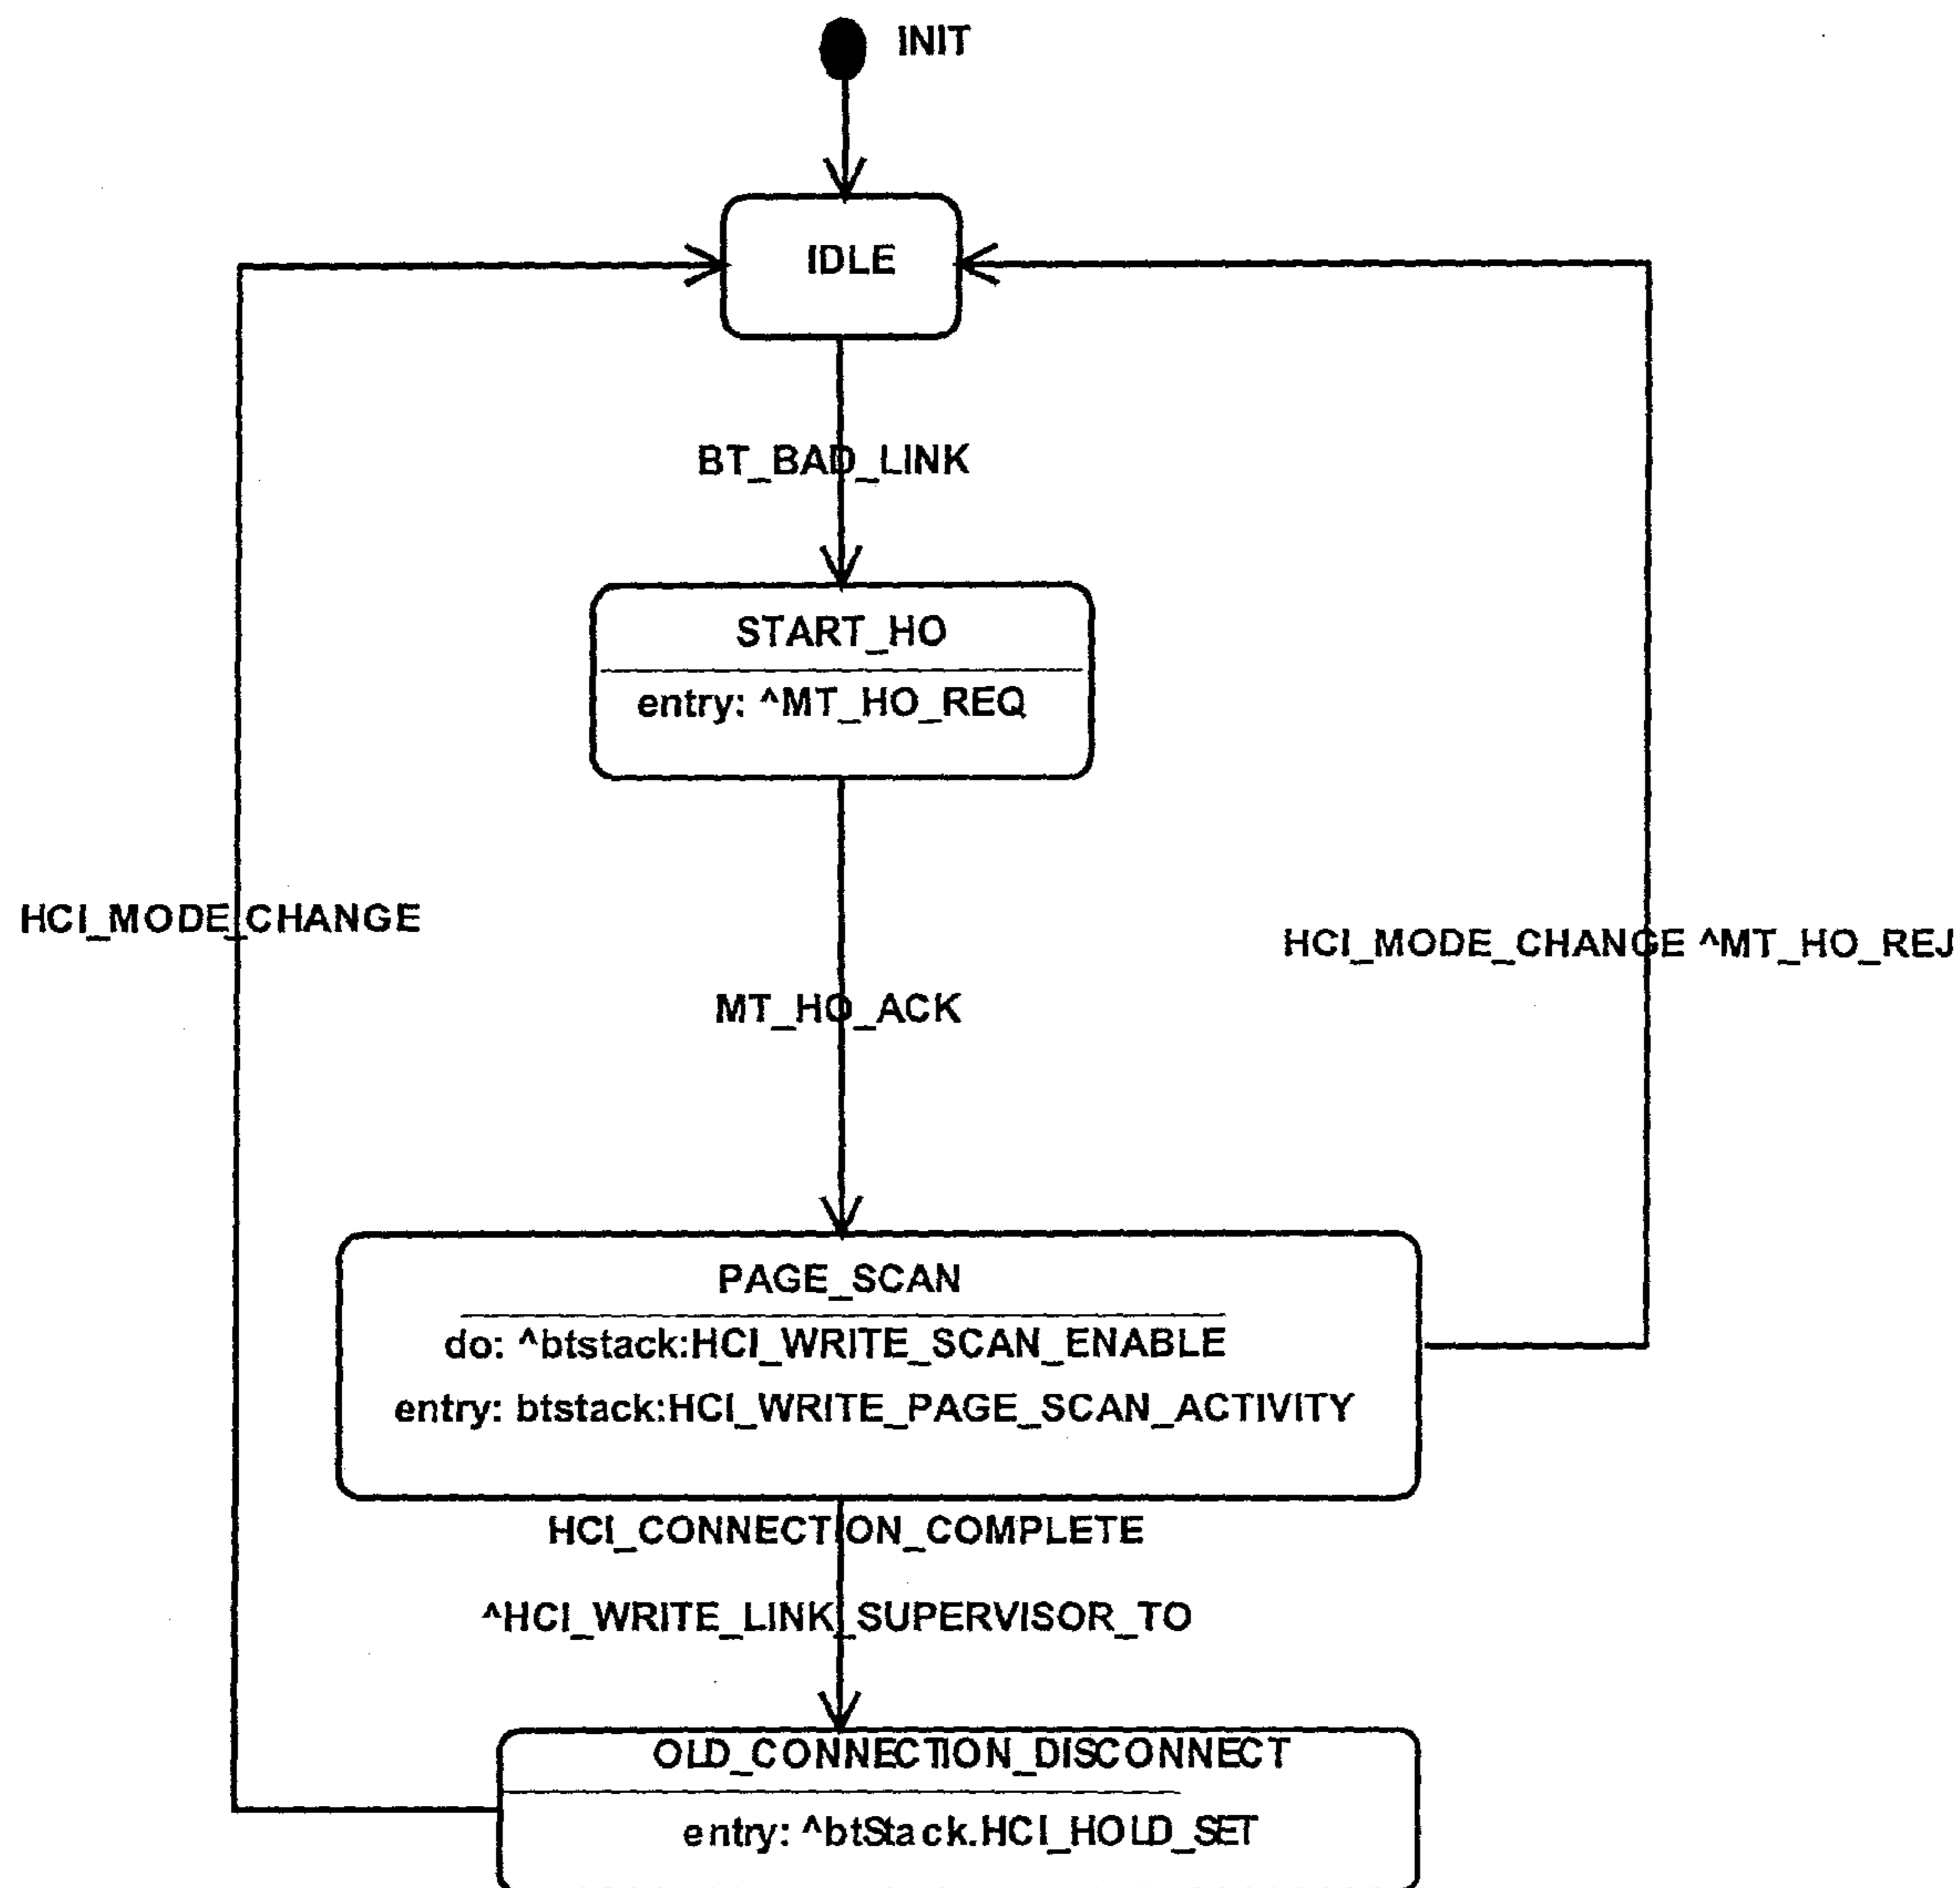 INIT
IDLE
BT_BAD_LINK
START_HO
entry: ^MT_HO_REQ
HCI_MODE_CHANGE
HCI_MODE_CHANGE ^MT_HO_REJ
MT_HO_ACK
PAGE_SCAN
do: ^btstack:HCI_WRITE_SCAN_ENABLE
entry: btstack:HCI_WRITE_PAGE_SCAN_ACTIVITY
HCI_CONNECTION_COMPLETE
^HCI_WRITE_LINK_SUPERVISOR_TO
OLD_CONNECTION_DISCONNECT
entry: ^btStack.HCI_HOLD_SET